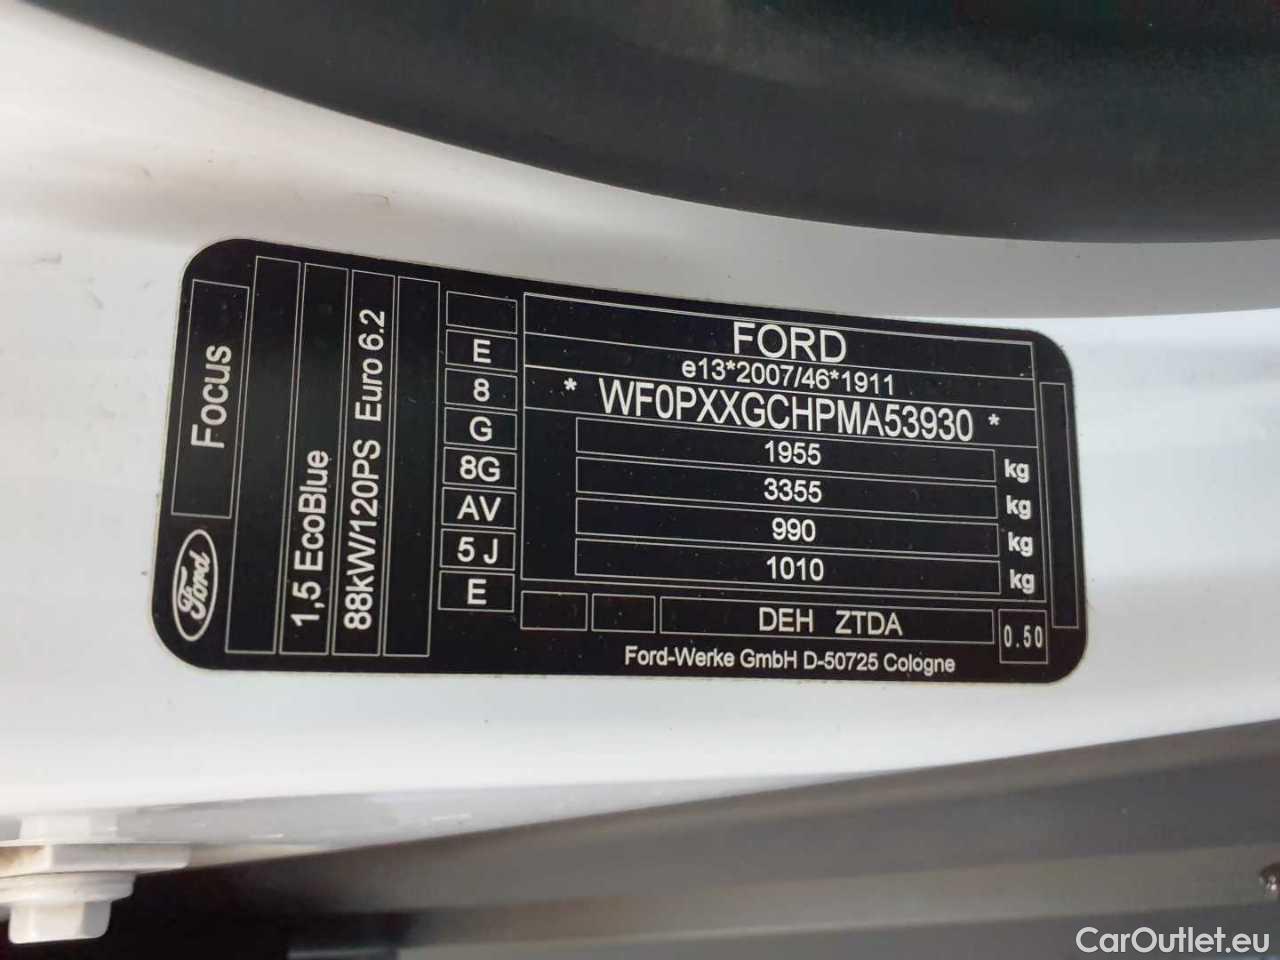 Focus
Ford
1,5 EcoBlue
88kW/120PS Euro 6.2
E
8
G
8G
AV
5 J
E
FORD
e13*2007/46*1911
* WF0PXXGCHPMA53930 *
1955 kg
3355 kg
990 kg
1010 kg
DEH ZTDA
0.50
Ford-Werke GmbH D-50725 Cologne
CarOutlet.eu